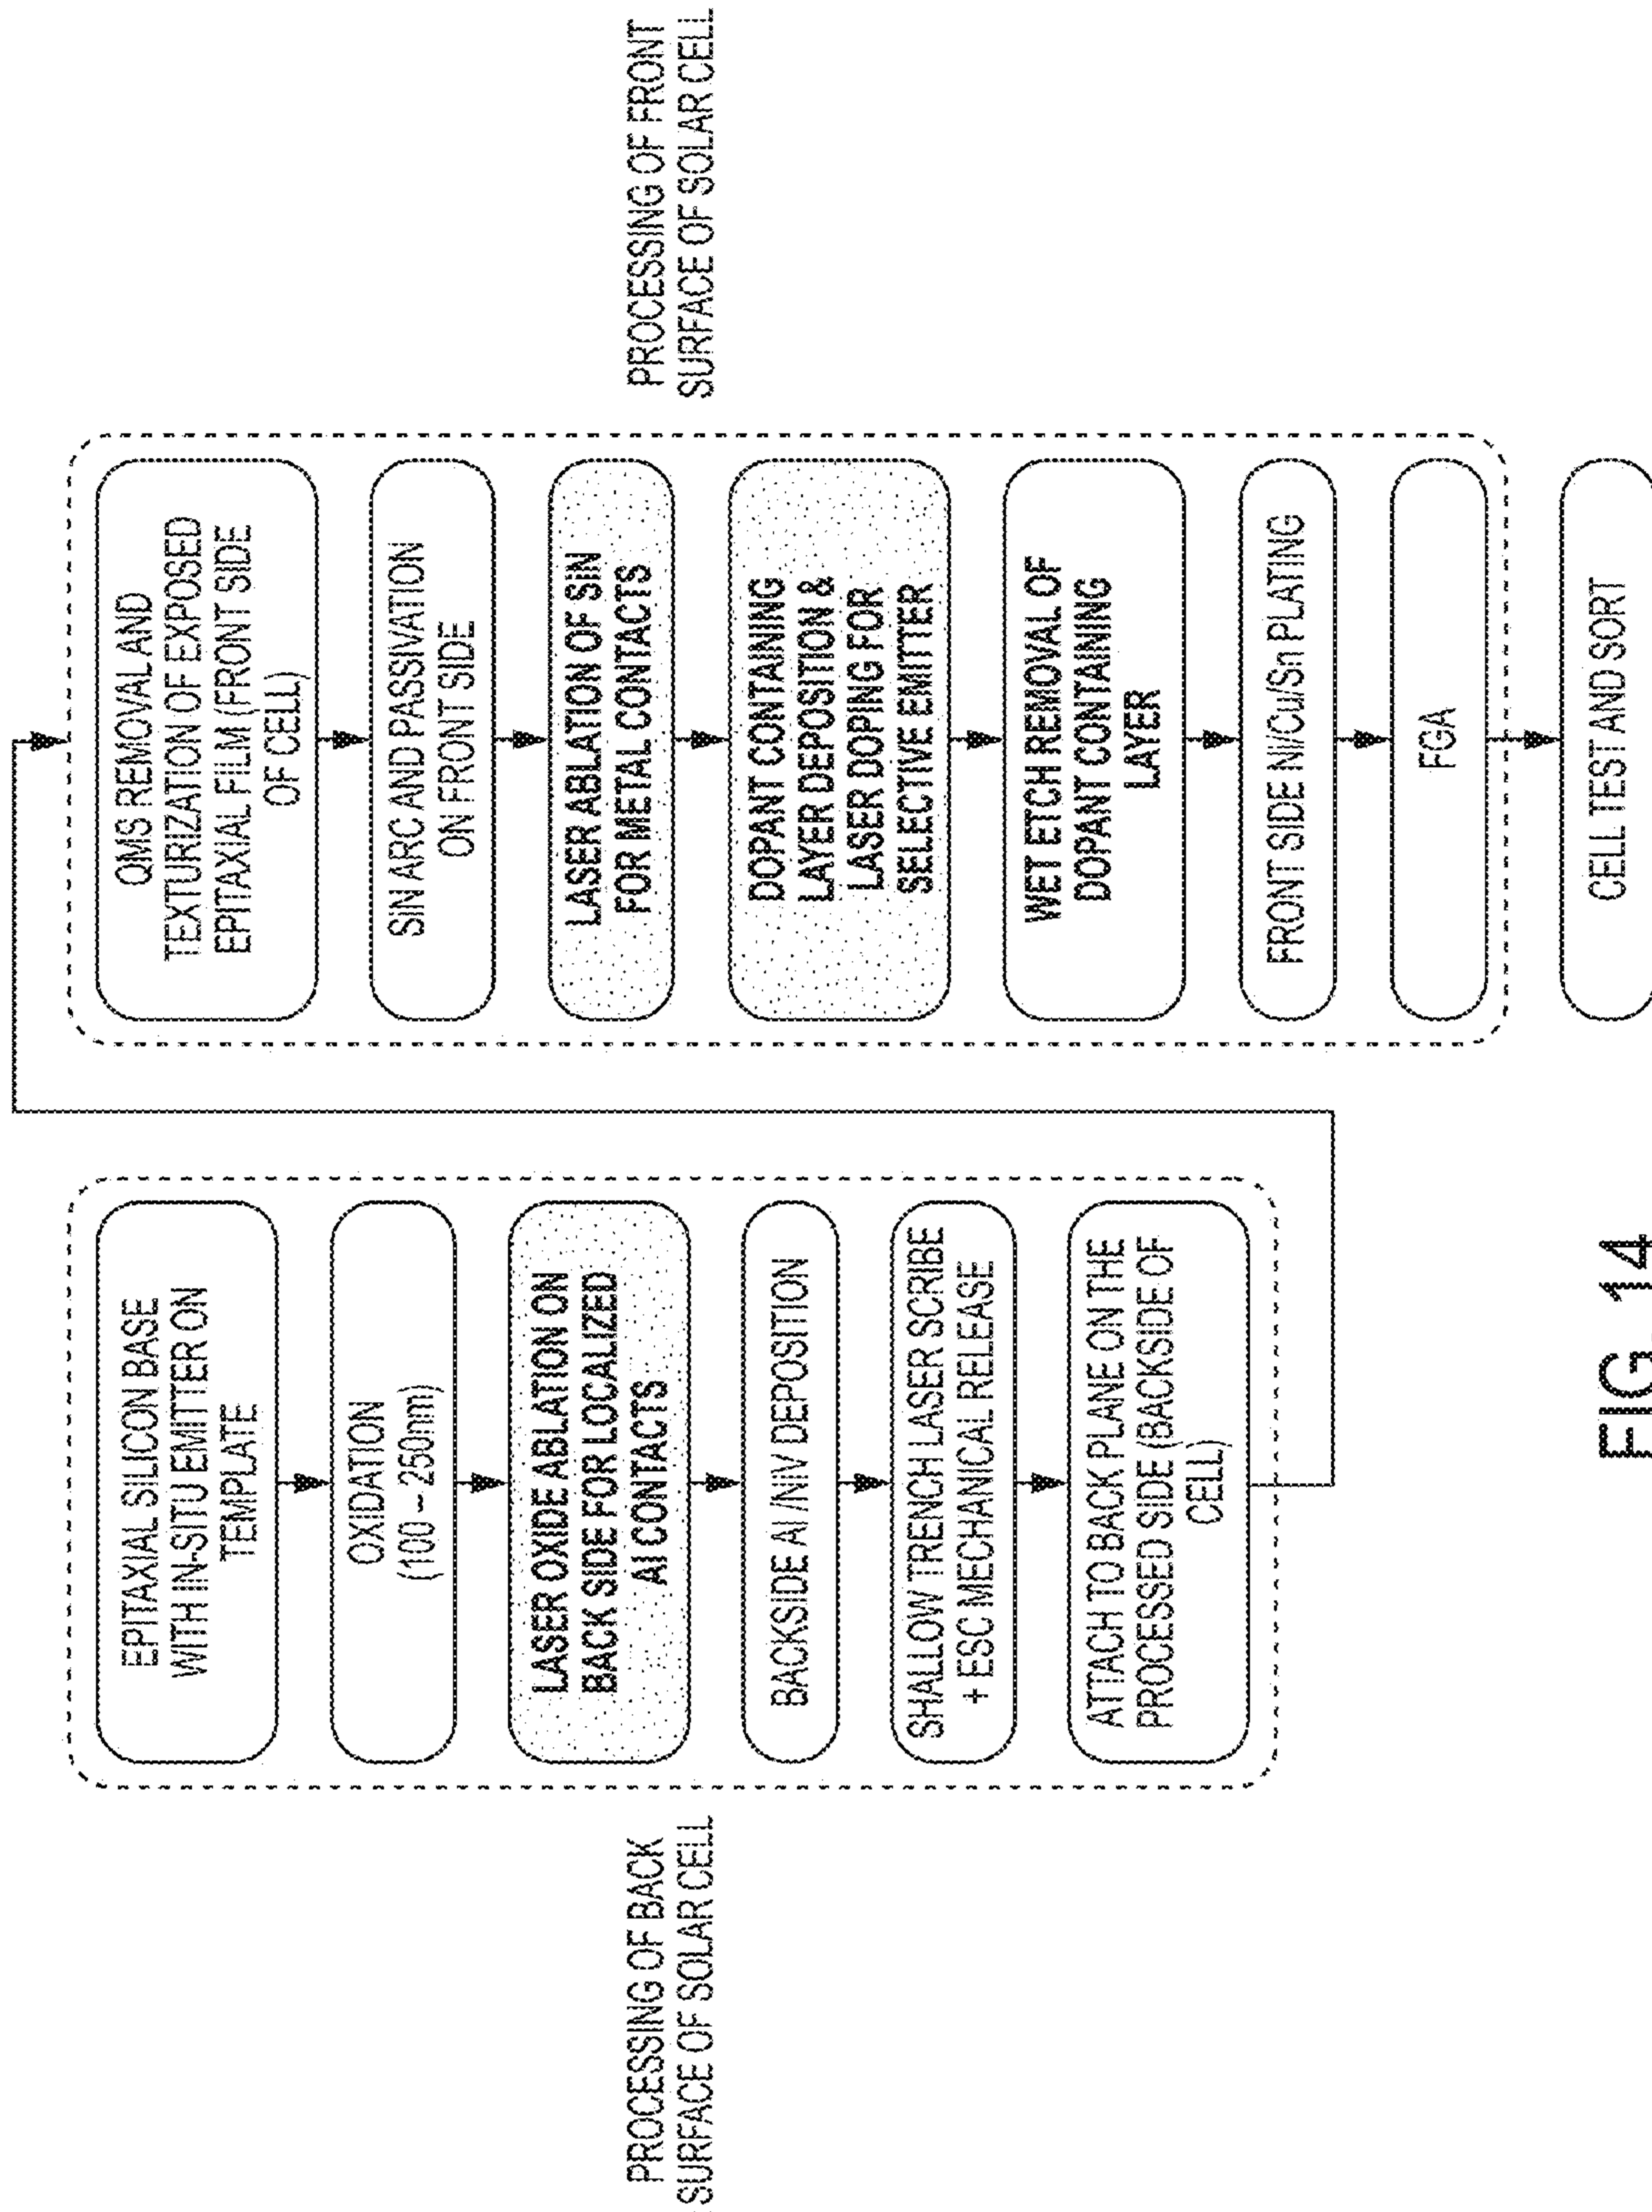 PROCESSING OF BACK
SURFACE OF SOLAR CELL
EPITAXIAL SILICON BASE
WITH IN-SITU EMITTER ON
TEMPLATE
OXIDATION
(100 – 250nm)
LASER OXIDE ABLATION ON
BACK SIDE FOR LOCALIZED
Al CONTACTS
BACKSIDE Al /NiV DEPOSITION
SHALLOW TRENCH LASER SCRIBE
+ ESC MECHANICAL RELEASE
ATTACH TO BACK PLANE ON THE
PROCESSED SIDE (BACKSIDE OF
CELL)
QMS REMOVAL AND
TEXTURIZATION OF EXPOSED
EPITAXIAL FILM (FRONT SIDE
OF CELL)
SiN ARC AND PASSIVATION
ON FRONT SIDE
LASER ABLATION OF SiN
FOR METAL CONTACTS
DOPANT CONTAINING
LAYER DEPOSITION &
LASER DOPING FOR
SELECTIVE EMITTER
WET ETCH REMOVAL OF
DOPANT CONTAINING
LAYER
FRONT SIDE Ni/Cu/Sn PLATING
FGA
CELL TEST AND SORT
PROCESSING OF FRONT
SURFACE OF SOLAR CELL
FIG. 14